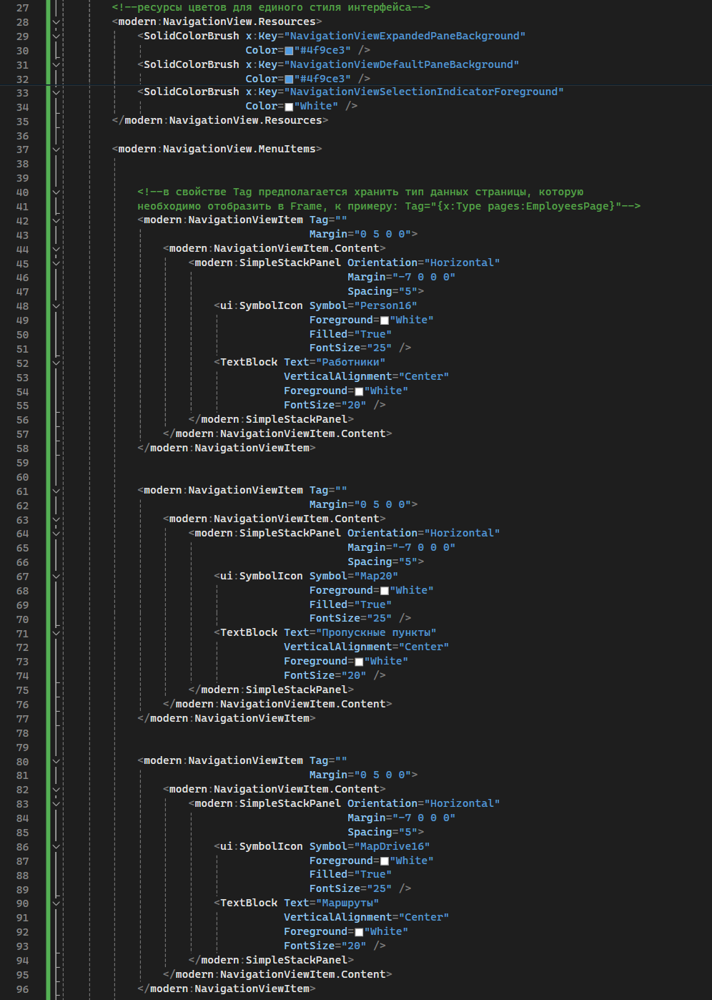 27 <!--ресурсы цветов для единого стиля интерфейса-->
28 <modern:NavigationView.Resources>
29 <SolidColorBrush x:Key="NavigationViewExpandedPaneBackground"
30 Color="#4f9ce3" />
31 <SolidColorBrush x:Key="NavigationViewDefaultPaneBackground"
32 Color="#4f9ce3" />
33 <SolidColorBrush x:Key="NavigationViewSelectionIndicatorForeground"
34 Color="White" />
35 </modern:NavigationView.Resources>
36
37 <modern:NavigationView.MenuItems>
38
39
40 <!--в свойстве Tag предполагается хранить тип данных страницы, которую
41 необходимо отобразить в Frame, к примеру: Tag="{x:Type pages:EmployeesPage}"-->
42 <modern:NavigationViewItem Tag=""
43 Margin="0 5 0 0">
44 <modern:NavigationViewItem.Content>
45 <modern:SimpleStackPanel Orientation="Horizontal"
46 Margin="-7 0 0 0"
47 Spacing="5">
48 <ui:SymbolIcon Symbol="Person16"
49 Foreground="White"
50 Filled="True"
51 FontSize="25" />
52 <TextBlock Text="Работники"
53 VerticalAlignment="Center"
54 Foreground="White"
55 FontSize="20" />
56 </modern:SimpleStackPanel>
57 </modern:NavigationViewItem.Content>
58 </modern:NavigationViewItem>
59
60
61 <modern:NavigationViewItem Tag=""
62 Margin="0 5 0 0">
63 <modern:NavigationViewItem.Content>
64 <modern:SimpleStackPanel Orientation="Horizontal"
65 Margin="-7 0 0 0"
66 Spacing="5">
67 <ui:SymbolIcon Symbol="Map20"
68 Foreground="White"
69 Filled="True"
70 FontSize="25" />
71 <TextBlock Text="Пропускные пункты"
72 VerticalAlignment="Center"
73 Foreground="White"
74 FontSize="20" />
75 </modern:SimpleStackPanel>
76 </modern:NavigationViewItem.Content>
77 </modern:NavigationViewItem>
78
79
80 <modern:NavigationViewItem Tag=""
81 Margin="0 5 0 0">
82 <modern:NavigationViewItem.Content>
83 <modern:SimpleStackPanel Orientation="Horizontal"
84 Margin="-7 0 0 0"
85 Spacing="5">
86 <ui:SymbolIcon Symbol="MapDrive16"
87 Foreground="White"
88 Filled="True"
89 FontSize="25" />
90 <TextBlock Text="Маршруты"
91 VerticalAlignment="Center"
92 Foreground="White"
93 FontSize="20" />
94 </modern:SimpleStackPanel>
95 </modern:NavigationViewItem.Content>
96 </modern:NavigationViewItem>